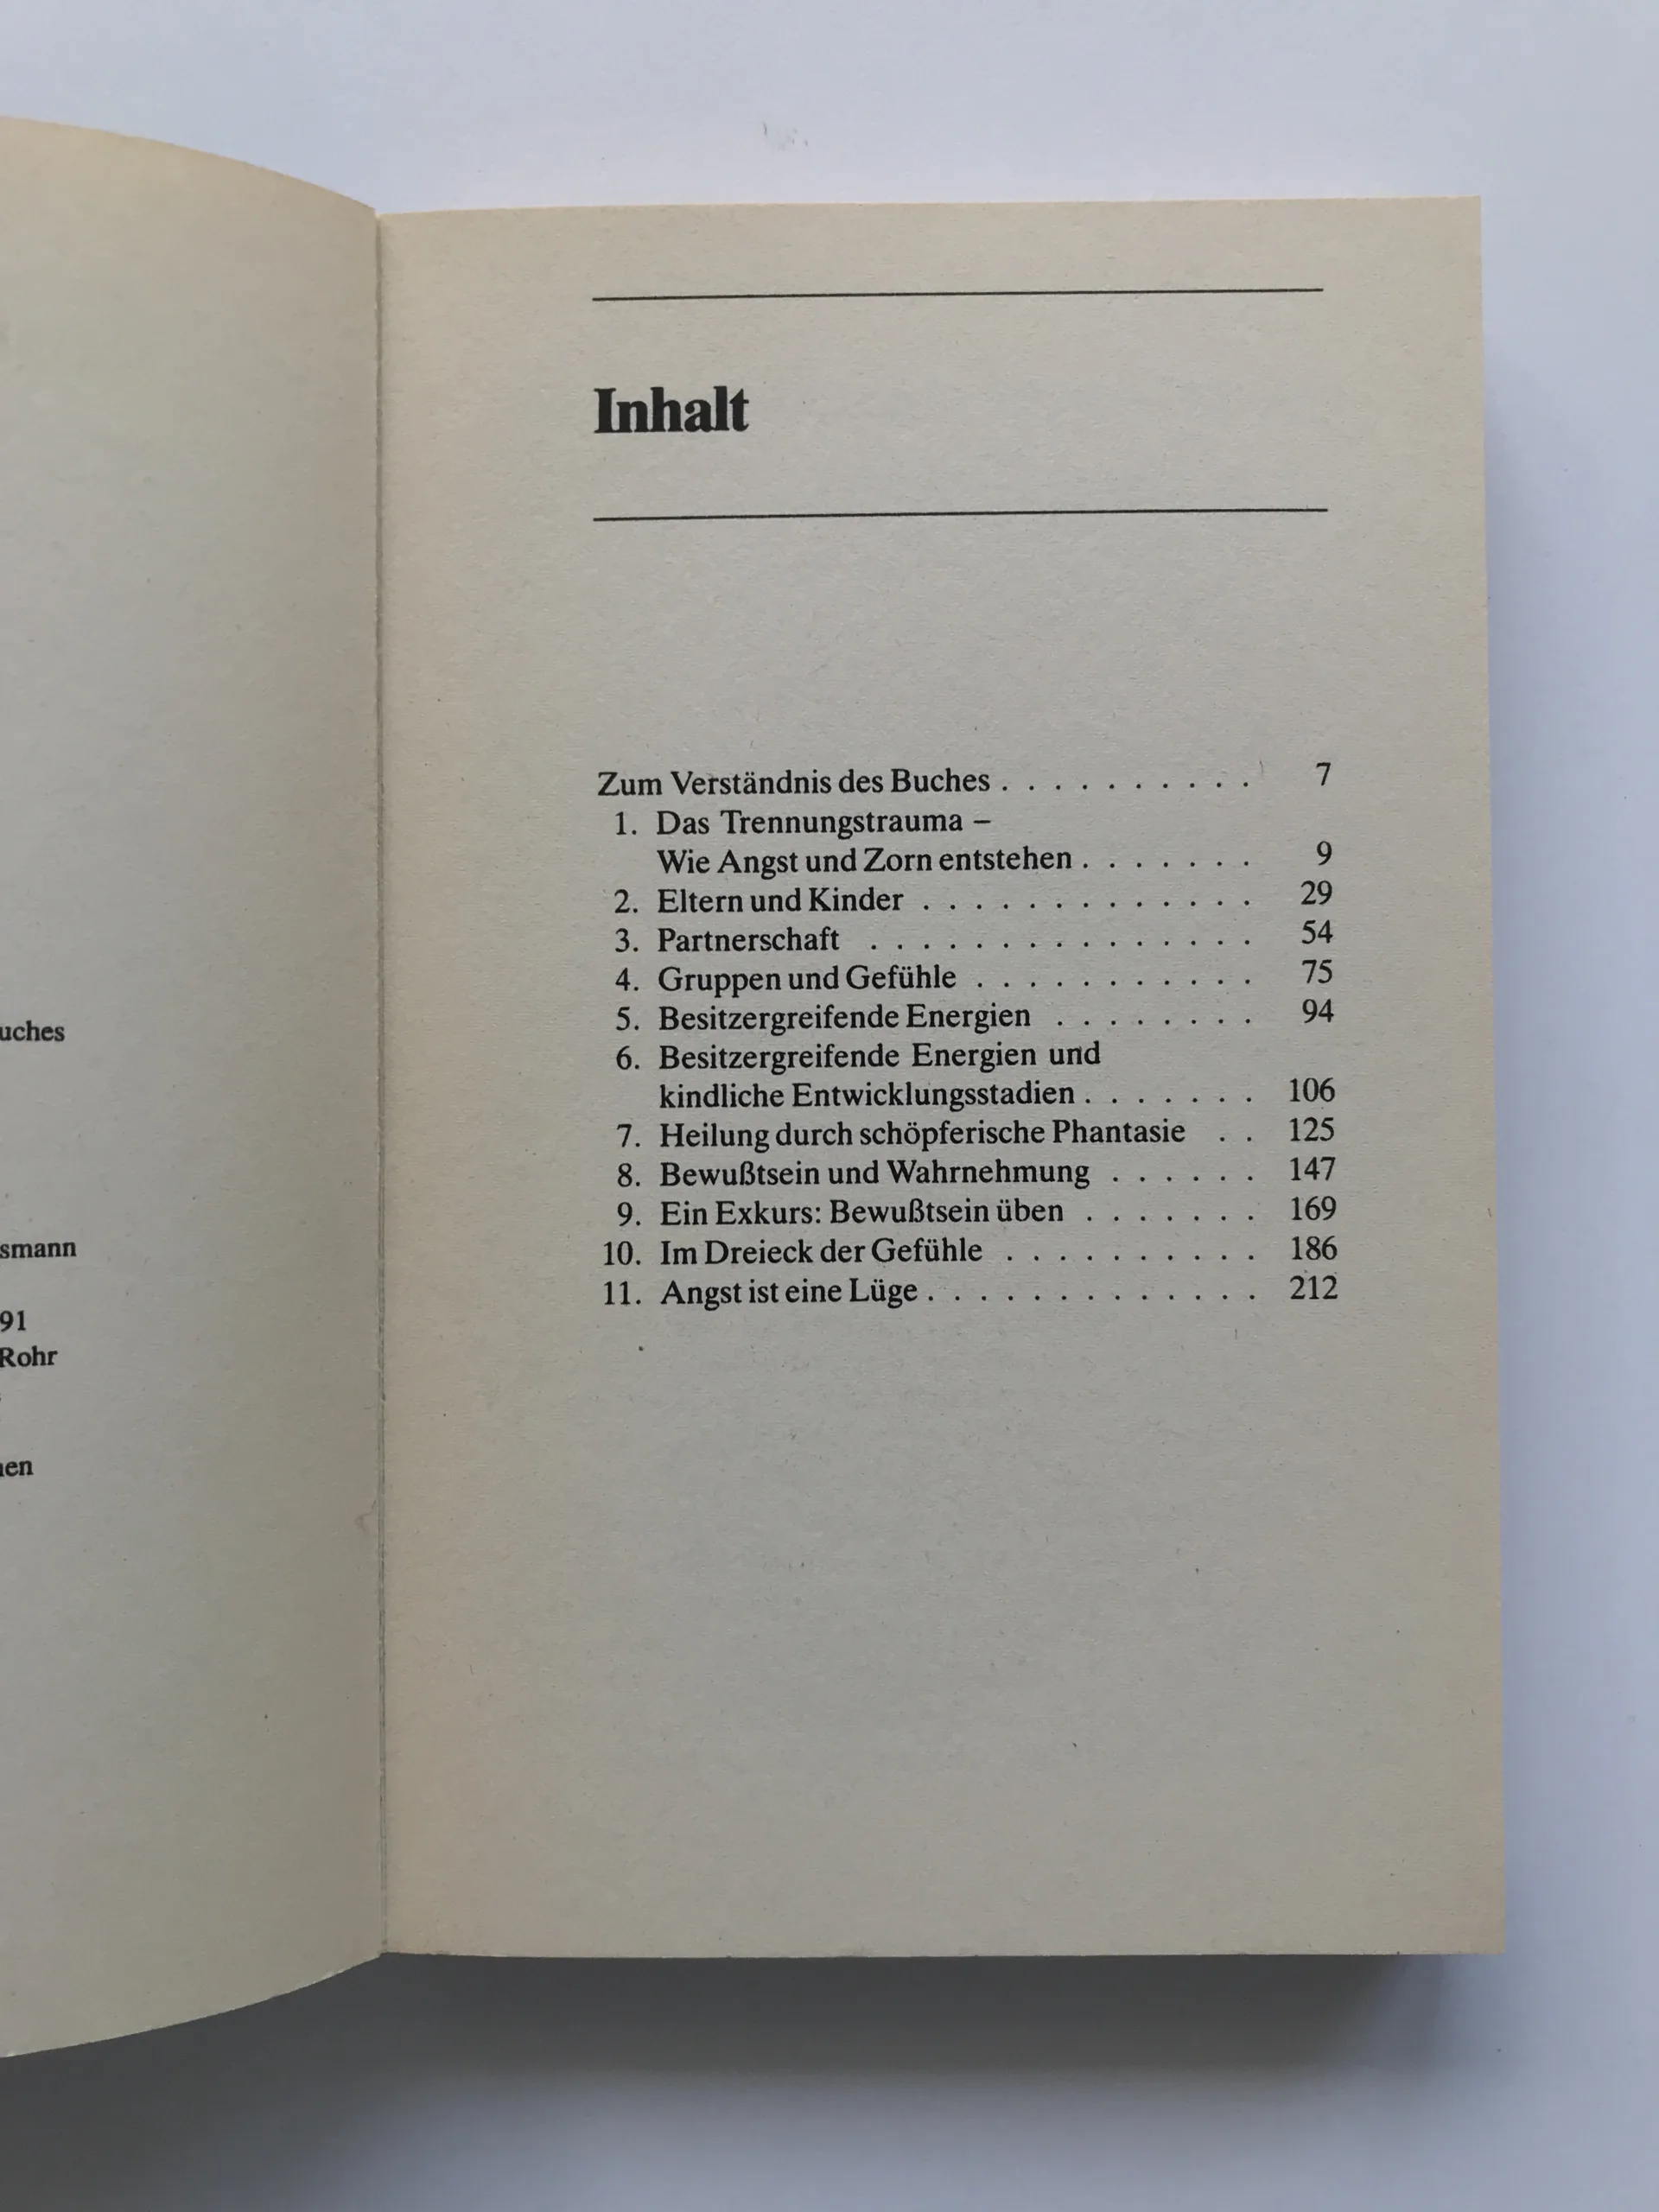 uches
smann
91
Rohr
en
Inhalt
Zum Verständnis des Buches . . . . . . . . . . 7
1. Das Trennungstrauma –
Wie Angst und Zorn entstehen . . . . . . . 9
2. Eltern und Kinder . . . . . . . . . . . . . 29
3. Partnerschaft . . . . . . . . . . . . . . . 54
4. Gruppen und Gefühle . . . . . . . . . . . 75
5. Besitzergreifende Energien . . . . . . . . 94
6. Besitzergreifende Energien und
kindliche Entwicklungsstadien . . . . . . . 106
7. Heilung durch schöpferische Phantasie . . 125
8. Bewußtsein und Wahrnehmung . . . . . . 147
9. Ein Exkurs: Bewußtsein üben . . . . . . . 169
10. Im Dreieck der Gefühle . . . . . . . . . . 186
11. Angst ist eine Lüge . . . . . . . . . . . . . 212